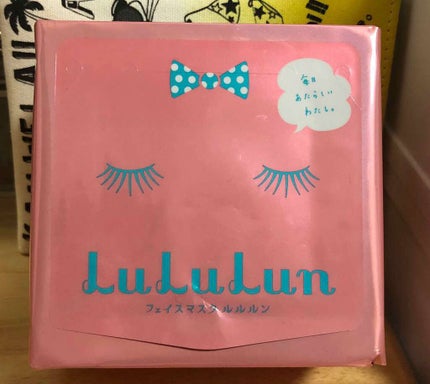 毎日
あたらしい
わたし。
LuLuLun
フェイスマスク ルルルン